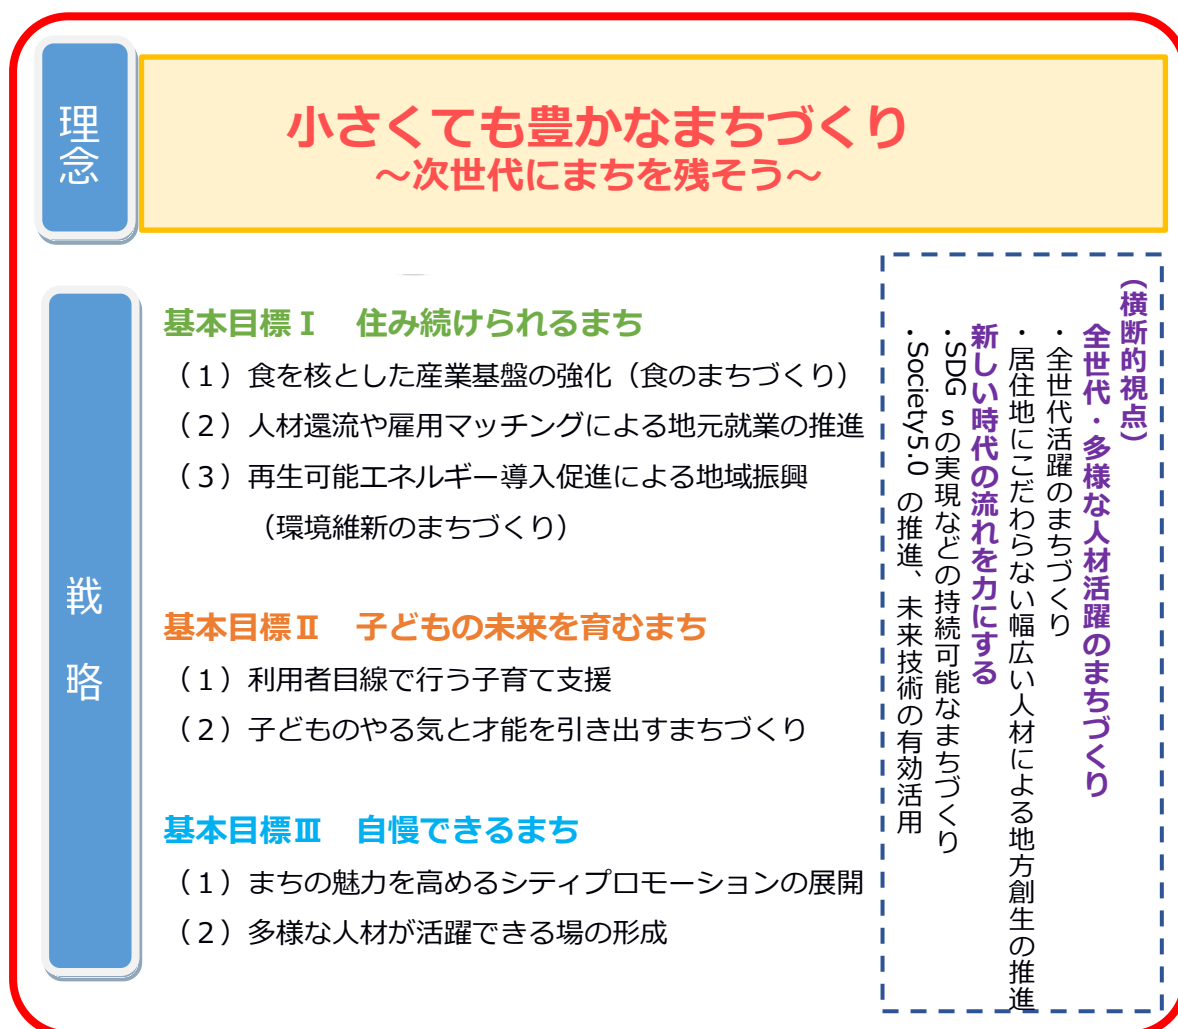 理念
小さくても豊かなまちづくり
～次世代にまちを残そう～
戦略
基本目標Ⅰ　住み続けられるまち
（１）食を核とした産業基盤の強化（食のまちづくり）
（２）人材還流や雇用マッチングによる地元就業の推進
（３）再生可能エネルギー導入促進による地域振興
（環境維新のまちづくり）
基本目標Ⅱ　子どもの未来を育むまち
（１）利用者目線で行う子育て支援
（２）子どものやる気と才能を引き出すまちづくり
基本目標Ⅲ　自慢できるまち
（１）まちの魅力を高めるシティプロモーションの展開
（２）多様な人材が活躍できる場の形成
（横断的視点）
全世代・多様な人材活躍のまちづくり
・全世代活躍のまちづくり
・居住地にこだわらない幅広い人材による地方創生の推進
新しい時代の流れを力にする
・SDGｓの実現などの持続可能なまちづくり
・Society5.0 の推進、未来技術の有効活用